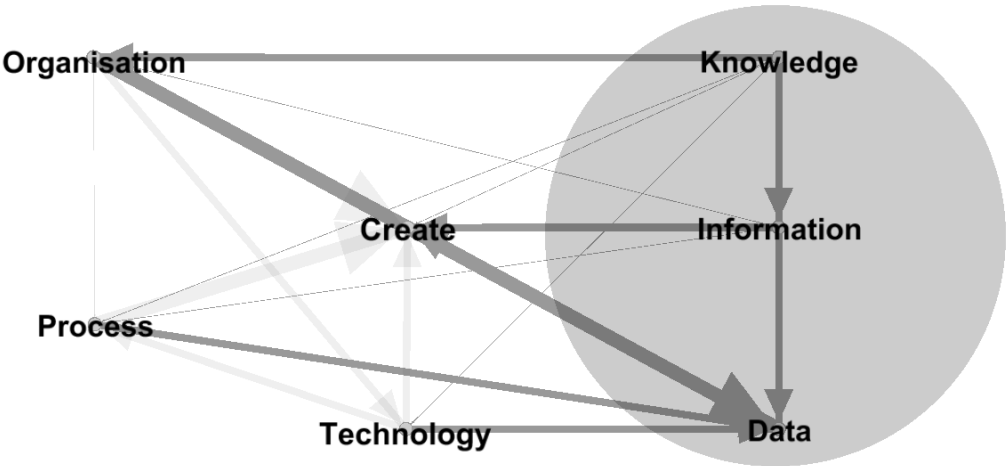 Organisation
Knowledge
Create
Information
Process
Technology
Data